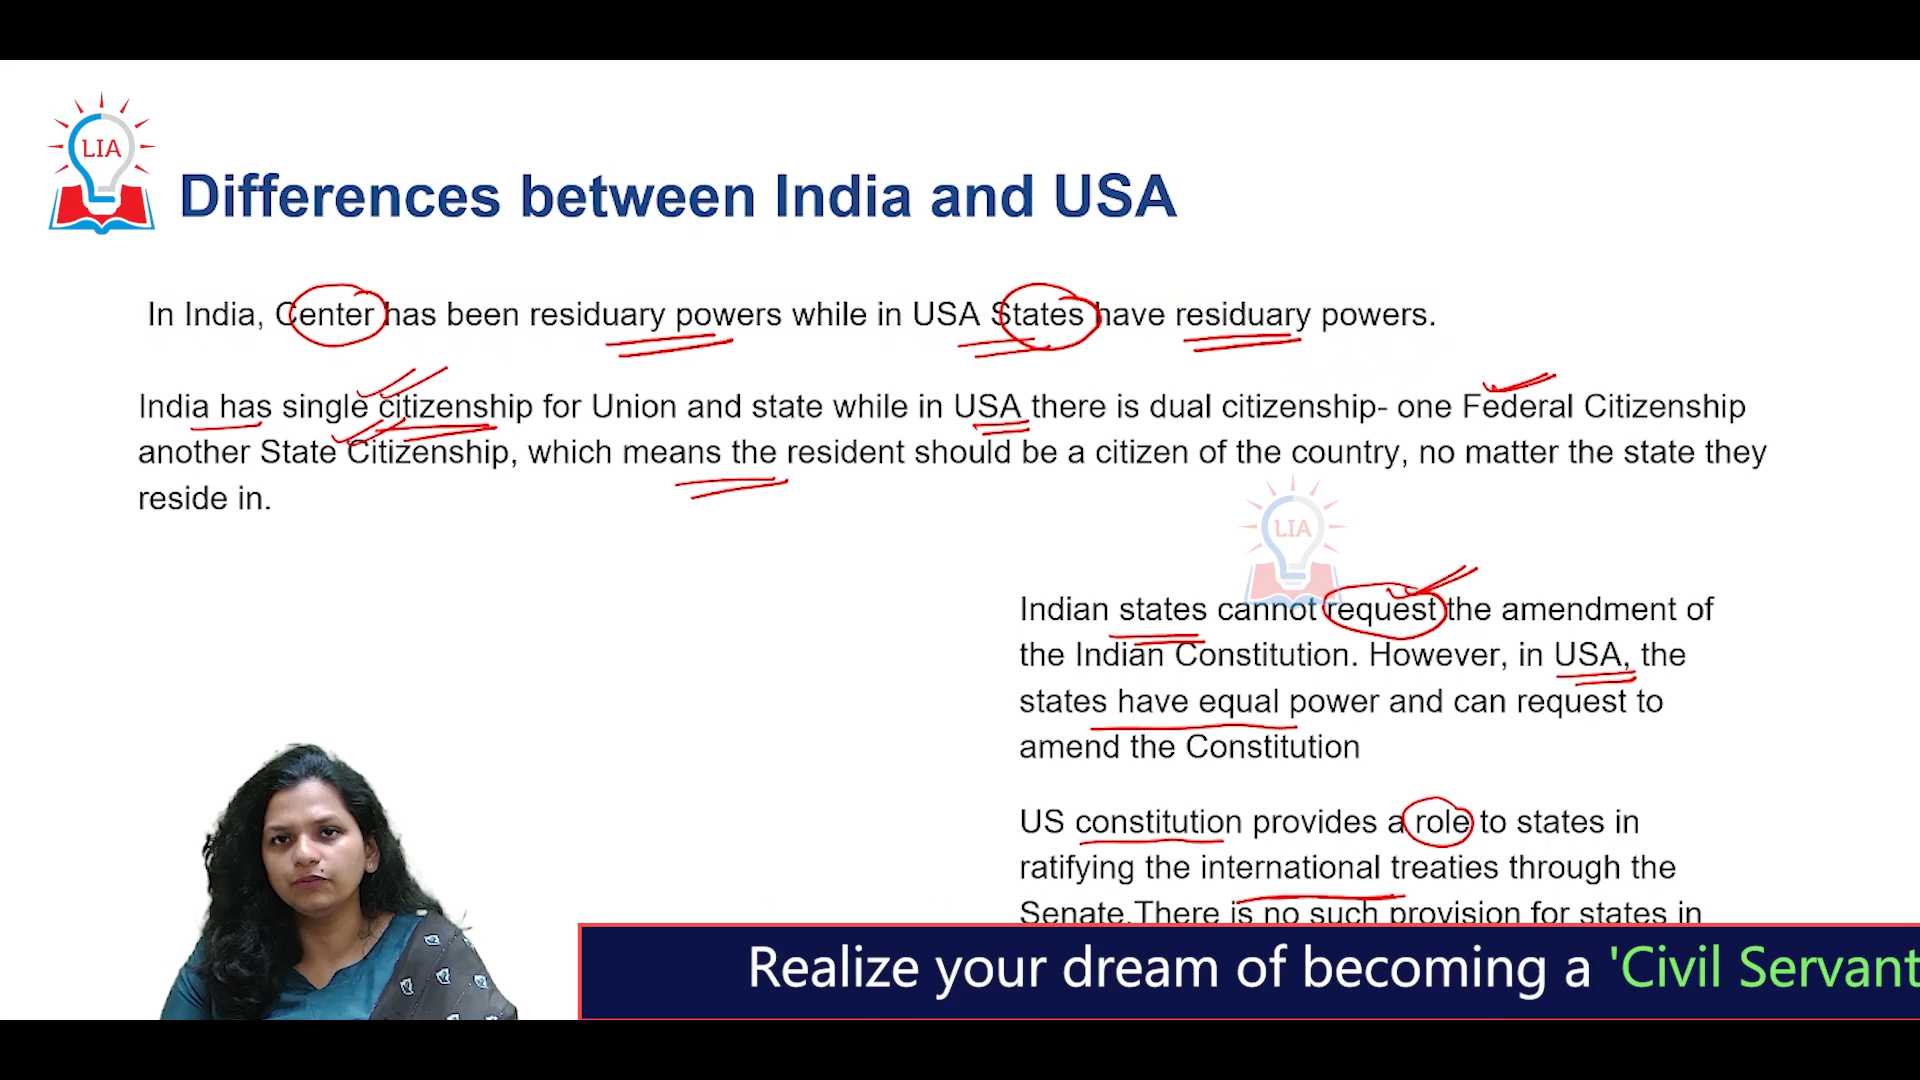 LIA
Differences between India and USA
In India, Center has been residuary powers while in USA States have residuary powers.
India has single citizenship for Union and state while in USA there is dual citizenship- one Federal Citizenship
another State Citizenship, which means the resident should be a citizen of the country, no matter the state they
reside in.
LIA
Indian states cannot request the amendment of
the Indian Constitution. However, in USA, the
states have equal power and can request to
amend the Constitution
US constitution provides a role to states in
ratifying the international treaties through the
Senate.There is no such provision for states in
Realize your dream of becoming a 'Civil Servant